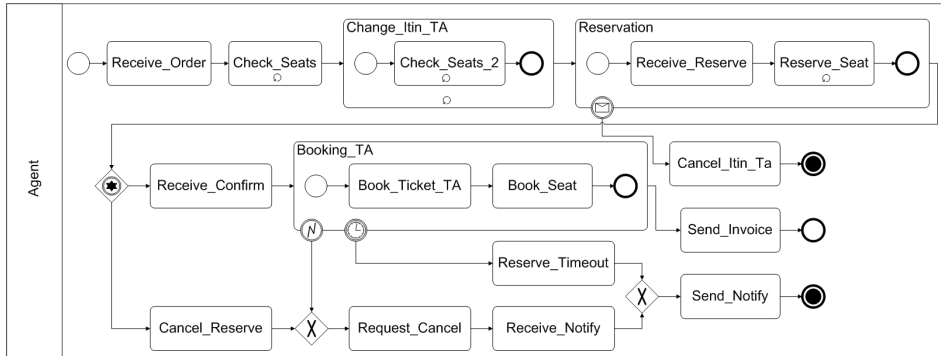 Change_Itin_TA
Reservation
Receive_Order
Check_Seats
Check_Seats_2
Receive_Reserve
Reserve_Seat
Agent
Booking_TA
Cancel_Itin_Ta
Receive_Confirm
Book_Ticket_TA
Book_Seat
Send_Invoice
Reserve_Timeout
Send_Notify
Cancel_Reserve
Request_Cancel
Receive_Notify